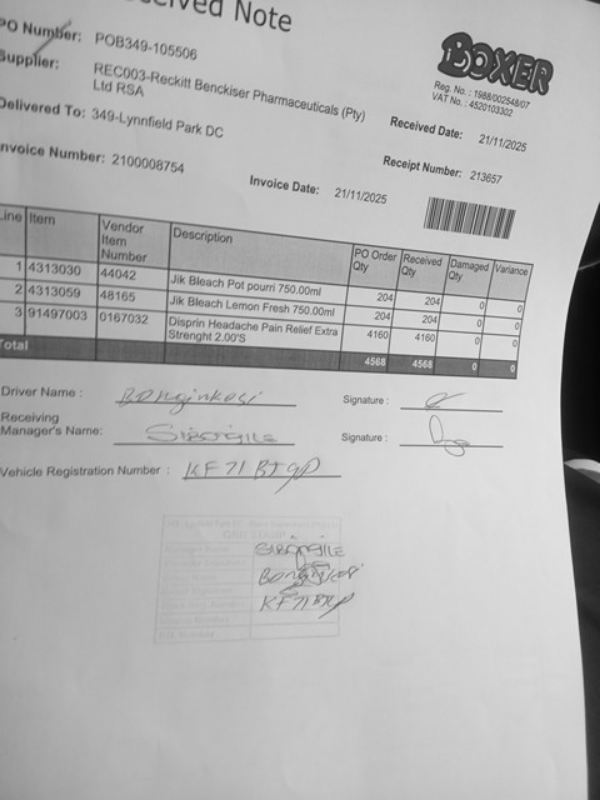 ceived Note
BOXER
Reg. No. : 1988/002548/07
VAT No. : 4520103302
PO Number: POB349-105506
Supplier: REC003-Reckitt Benckiser Pharmaceuticals (Pty)
Ltd RSA
Delivered To: 349-Lynnfield Park DC
Received Date: 21/11/2025
Invoice Number: 2100008754
Receipt Number: 213657
Invoice Date: 21/11/2025
Line Item Vendor Item Number Description PO Order Qty Received Qty Damaged Qty Variance
1 4313030 44042 Jik Bleach Pot pourri 750.00ml 204 204 0 0
2 4313059 48165 Jik Bleach Lemon Fresh 750.00ml 204 204 0 0
3 91497003 0167032 Disprin Headache Pain Relief Extra Strenght 2.00'S 4160 4160 0 0
Total 4568 4568 0 0
Driver Name : Bonginkosi Signature :
Receiving
Manager's Name: SIBONGILE Signature :
Vehicle Registration Number : KF71BTGP
SIBONGILE
Bonginkosi
KF71BTGP